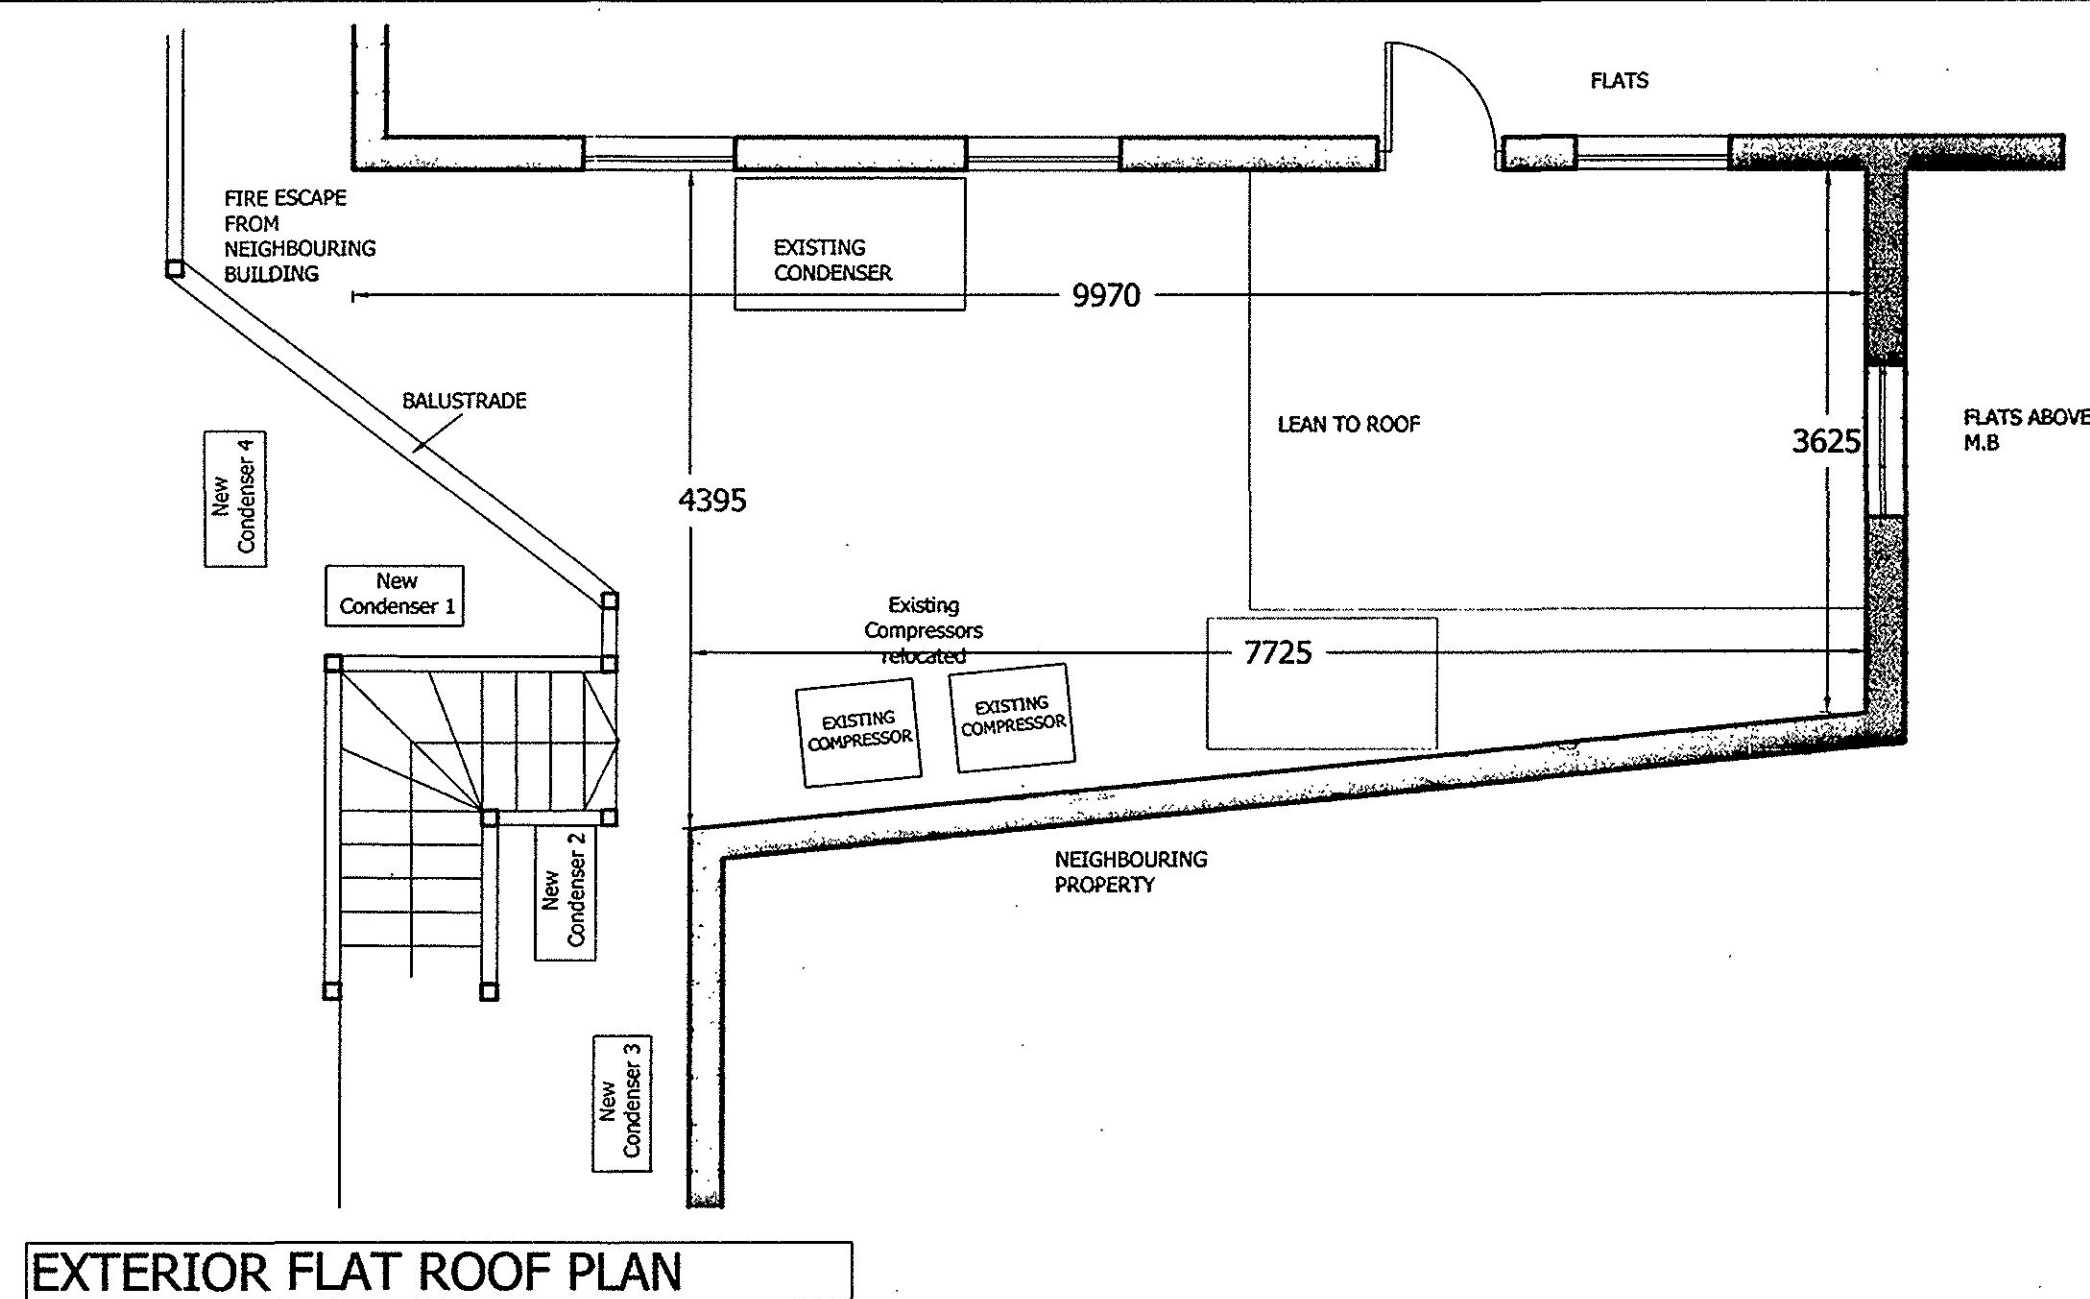 FLATS
FIRE ESCAPE
FROM
NEIGHBOURING
BUILDING
EXISTING
CONDENSER
9970
BALUSTRADE
LEAN TO ROOF
3625
FLATS ABOVE
M.B
New
Condenser 4
4395
New
Condenser 1
Existing
Compressors
relocated
7725
EXISTING
COMPRESSOR
EXISTING
COMPRESSOR
New
Condenser 2
NEIGHBOURING
PROPERTY
New
Condenser 3
EXTERIOR FLAT ROOF PLAN